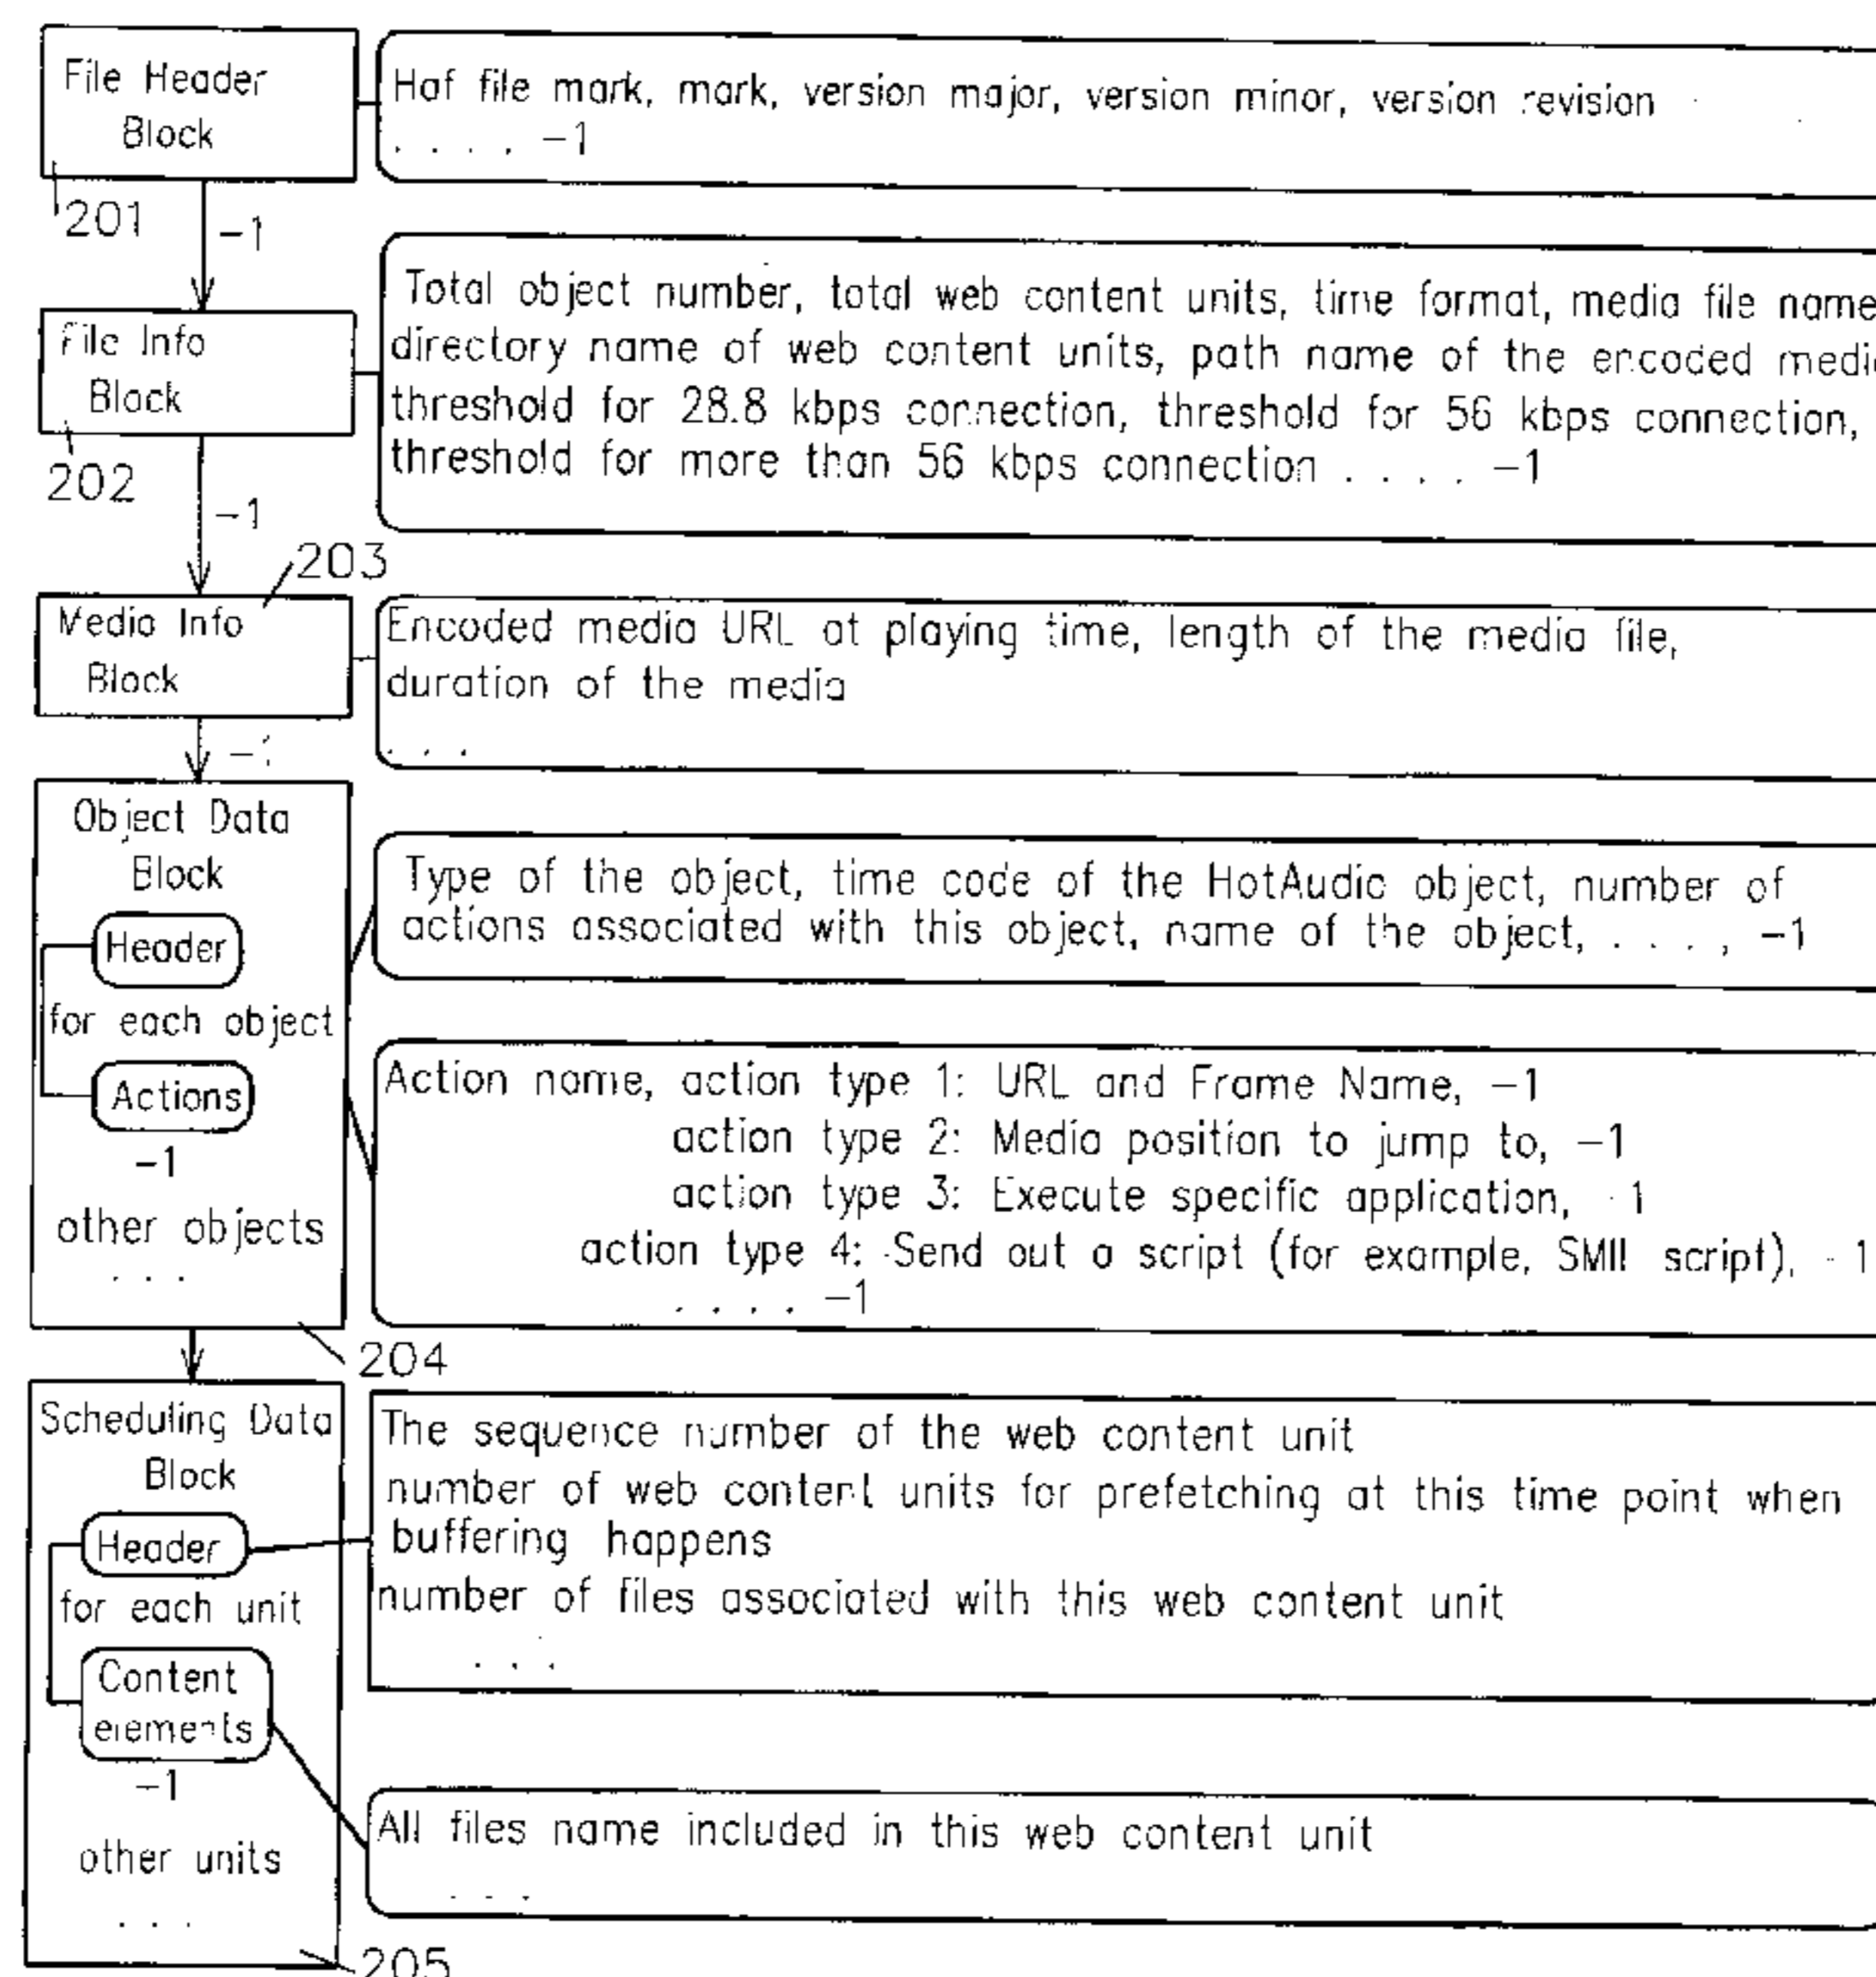 File Header
Block
Haf file mark, mark, version major, version minor, version revision
. . . . -1
201
-1
File Info
Block
Total object number, total web content units, time format, media file name
directory name of web content units, path name of the encoded
threshold for 28.8 kbps connection, threshold for 56 kbps connection,
threshold for more than 56 kbps connection . . . . -1
202
-1
203
Media Info
Block
Encoded media URL at playing time, length of the media file,
duration of the media
. . .
-1
Object Data
Block
Header
for each object
Actions
-1
other objects
. . .
Type of the object, time code of the HotAudio object, number of
actions associated with this object, name of the object, . . . , -1
Action name, action type 1: URL and Frame Name, -1
action type 2: Media position to jump to, -1
action type 3: Execute specific application, -1
action type 4: Send out a script (for example, SMIL script), -1
. . . . -1
204
Scheduling Data
Block
Header
for each unit
Content
elements
-1
other units
. . .
The sequence number of the web content unit
number of web content units for prefetching at this time point when
buffering happens
number of files associated with this web content unit
. . .
All files name included in this web content unit
. . .
205